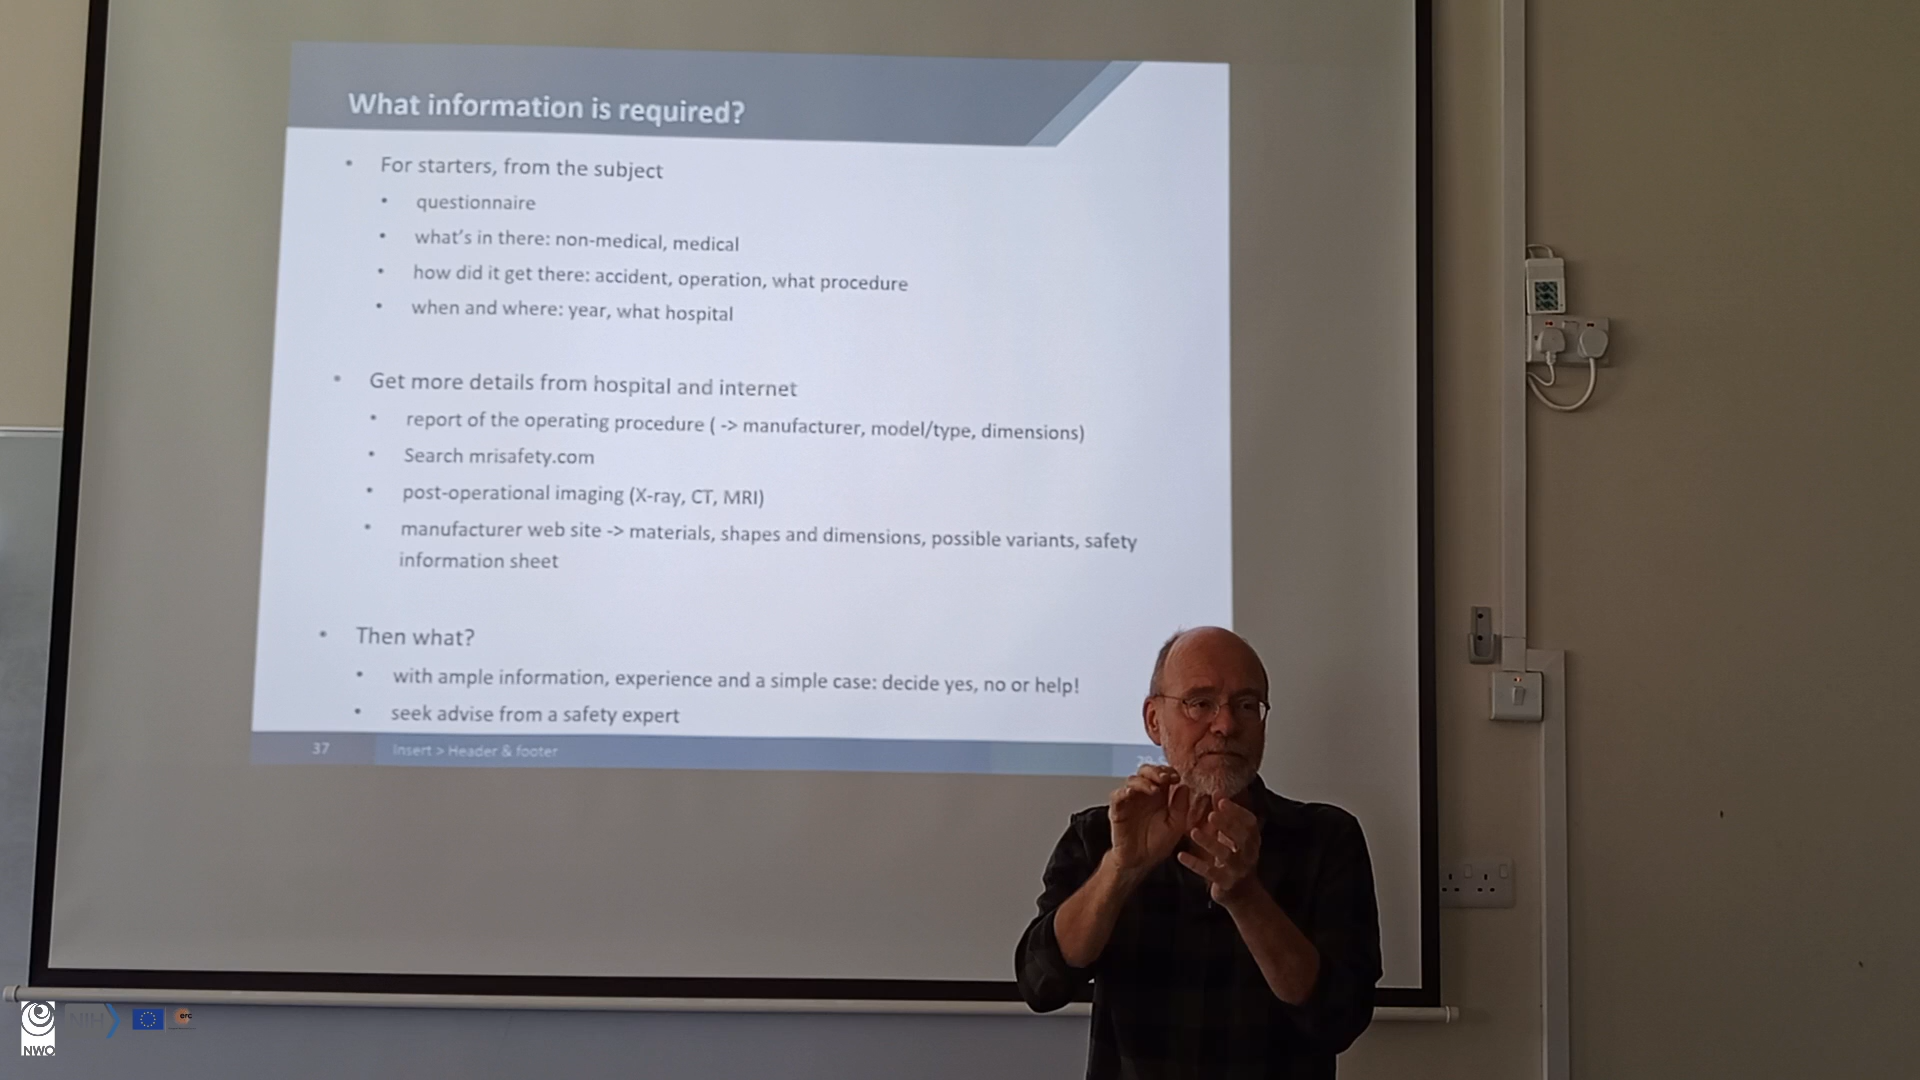 What information is required?
• For starters, from the subject
• questionnaire
• what's in there: non-medical, medical
• how did it get there: accident, operation, what procedure
• when and where: year, what hospital
• Get more details from hospital and internet
• report of the operating procedure ( -> manufacturer, model/type, dimensions)
• Search mrisafety.com
• post-operational imaging (X-ray, CT, MRI)
• manufacturer web site -> materials, shapes and dimensions, possible variants, safety
information sheet
• Then what?
• with ample information, experience and a simple case: decide yes, no or help!
• seek advise from a safety expert
37 Insert > Header & footer
NWO NIH erc